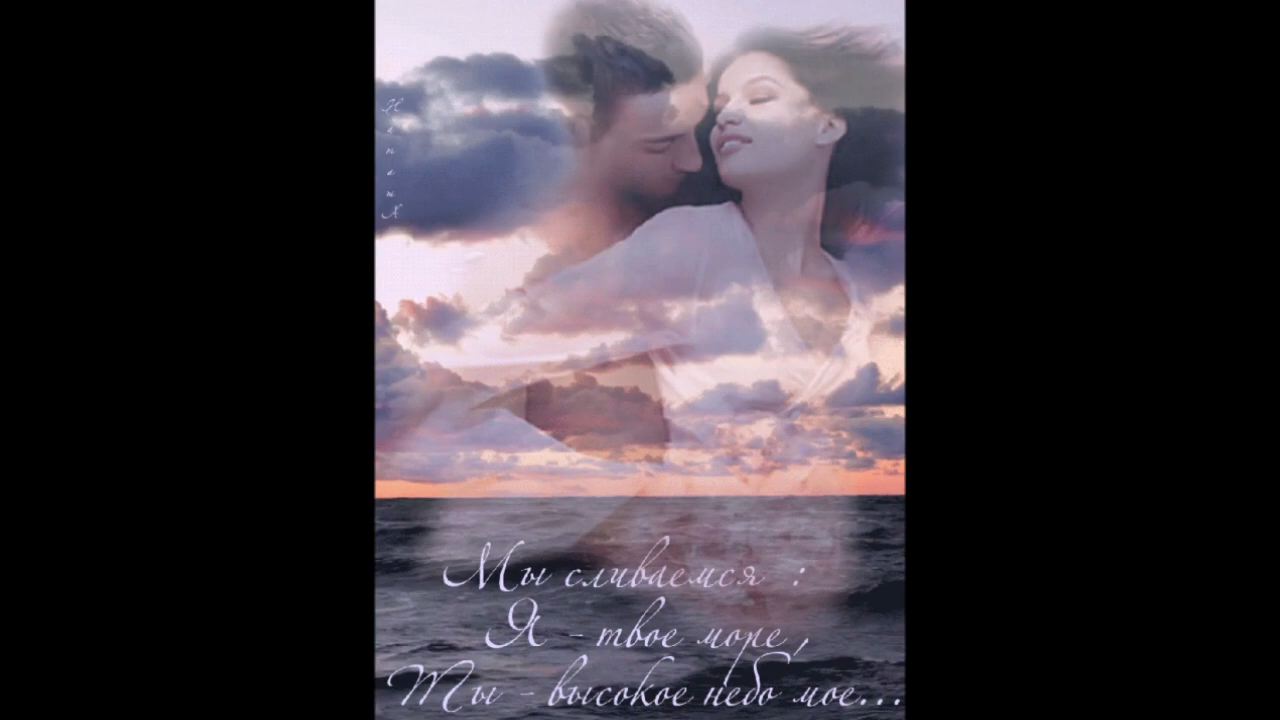 Мы сливаемся :
Я - твое море,
Ты - высокое небо мое...